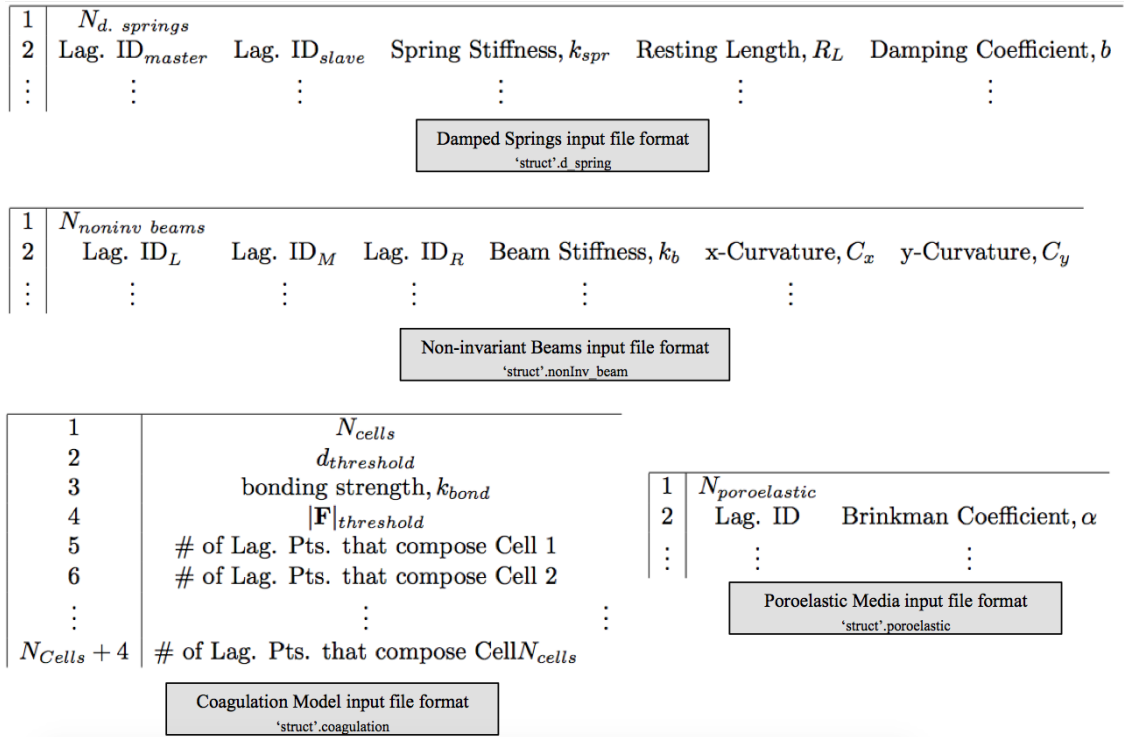 1 N_{d. springs}
2 Lag. ID_{master} Lag. ID_{slave} Spring Stiffness, k_{spr} Resting Length, R_L Damping Coefficient, b
⋮ ⋮ ⋮ ⋮ ⋮ ⋮
Damped Springs input file format
‘struct’.d_spring
1 N_{noninv beams}
2 Lag. ID_L Lag. ID_M Lag. ID_R Beam Stiffness, k_b x-Curvature, C_x y-Curvature, C_y
⋮ ⋮ ⋮ ⋮ ⋮ ⋮
Non-invariant Beams input file format
‘struct’.nonInv_beam
1 N_{cells}
2 d_{threshold}
3 bonding strength, k_{bond}
4 |F|_{threshold}
5 # of Lag. Pts. that compose Cell 1
6 # of Lag. Pts. that compose Cell 2
⋮ ⋮ ⋮
N_{Cells} + 4 # of Lag. Pts. that compose CellN_{cells}
Coagulation Model input file format
‘struct’.coagulation
1 N_{poroelastic}
2 Lag. ID Brinkman Coefficient, α
⋮ ⋮ ⋮
Poroelastic Media input file format
‘struct’.poroelastic